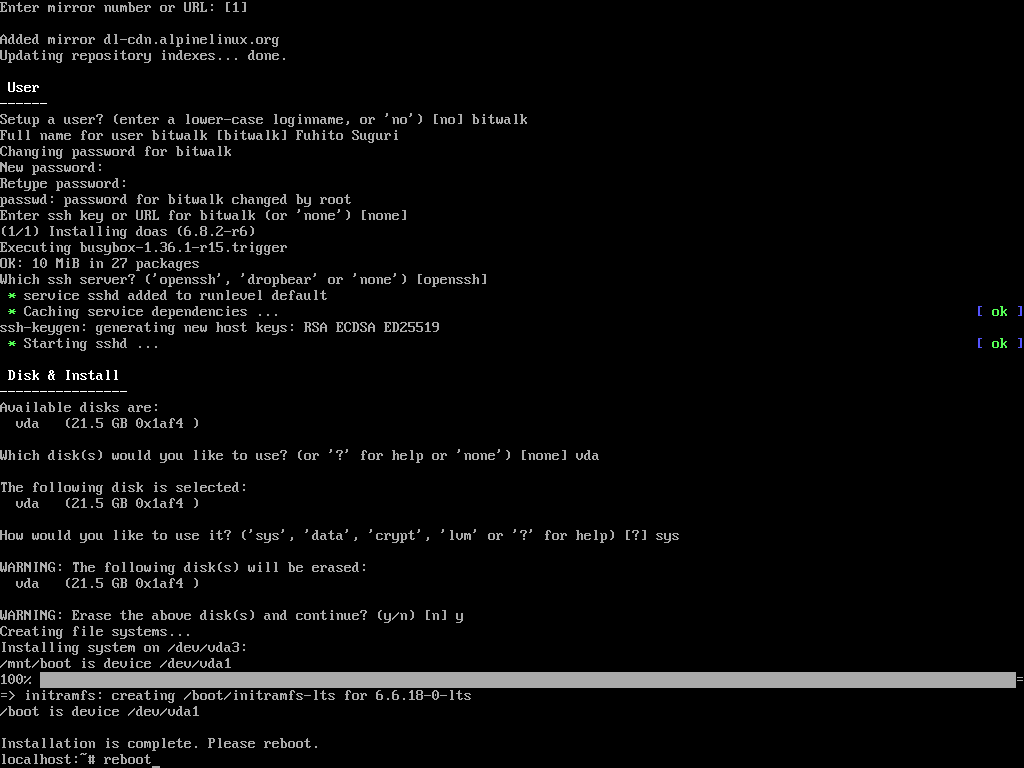 Enter mirror number or URL: [1]
Added mirror dl-cdn.alpinelinux.org
Updating repository indexes... done.
User
------
Setup a user? (enter a lower-case loginname, or 'no') [no] bitwalk
Full name for user bitwalk [bitwalk] Fuhito Suguri
Changing password for bitwalk
New password:
Retype password:
passwd: password for bitwalk changed by root
Enter ssh key or URL for bitwalk (or 'none') [none]
(1/1) Installing doas (6.8.2-r6)
Executing busybox-1.36.1-r15.trigger
OK: 10 MiB in 27 packages
Which ssh server? ('openssh', 'dropbear' or 'none') [openssh]
* service sshd added to runlevel default
* Caching service dependencies ... [ ok ]
ssh-keygen: generating new host keys: RSA ECDSA ED25519
* Starting sshd ... [ ok ]
Disk & Install
----------------
Available disks are:
vda (21.5 GB 0x1af4 )
Which disk(s) would you like to use? (or '?' for help or 'none') [none] vda
The following disk is selected:
vda (21.5 GB 0x1af4 )
How would you like to use it? ('sys', 'data', 'crypt', 'lvm' or '?' for help) [?] sys
WARNING: The following disk(s) will be erased:
vda (21.5 GB 0x1af4 )
WARNING: Erase the above disk(s) and continue? (y/n) [n] y
Creating file systems...
Installing system on /dev/vda3:
/mnt/boot is device /dev/vda1
100% =
=> initramfs: creating /boot/initramfs-lts for 6.6.18-0-lts
/boot is device /dev/vda1
Installation is complete. Please reboot.
localhost:~# reboot_